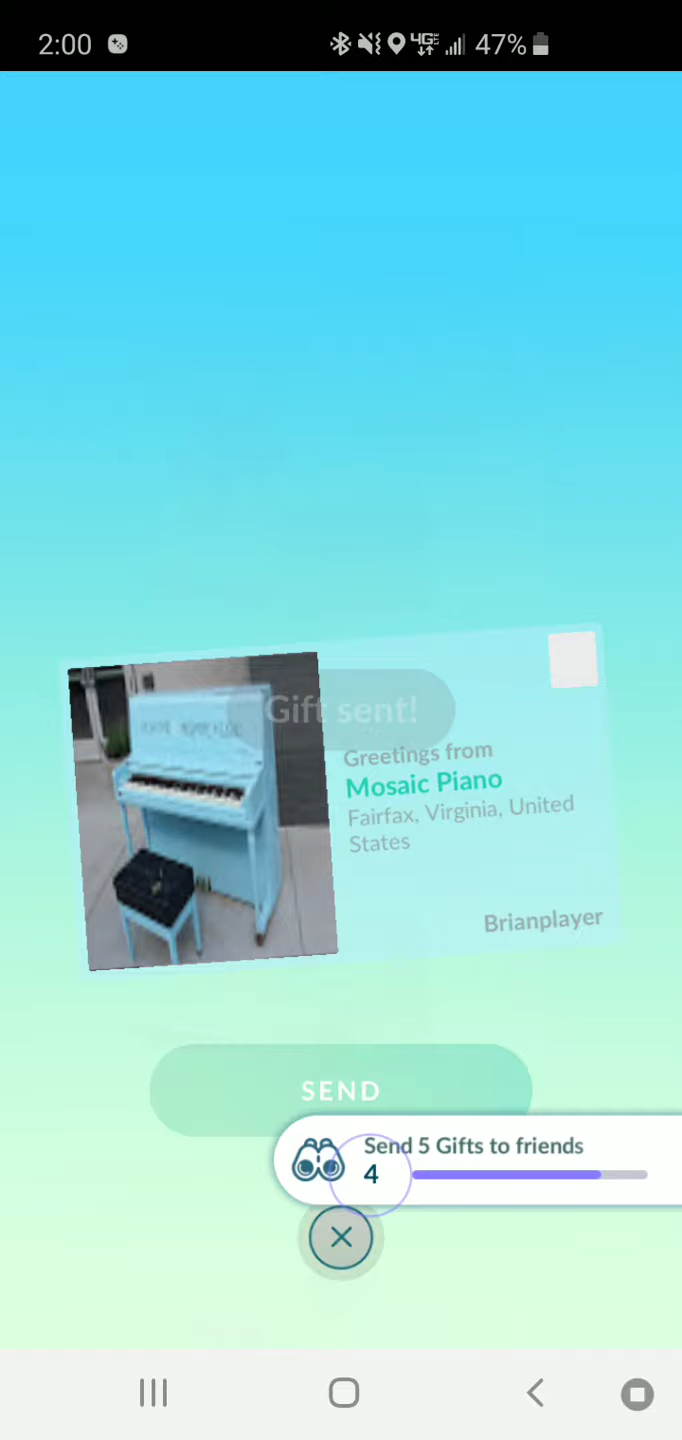 2:00
4G
47%
Gift sent!
Greetings from
Mosaic Piano
Fairfax, Virginia, United
States
Brianplayer
SEND
Send 5 Gifts to friends
4